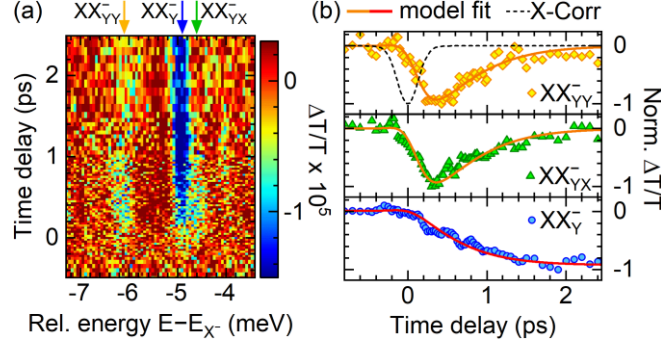 (a)
XX⁻YY XX⁻Y XX⁻YX
Time delay (ps)
2
1
0
-7 -6 -5 -4
Rel. energy E−EX⁻ (meV)
0
-1
ΔT/T x 10⁵
(b)
model fit X-Corr
0
-1
XX⁻YY
0
-1
XX⁻YX
0
-1
XX⁻Y
Norm. ΔT/T
0 1 2
Time delay (ps)